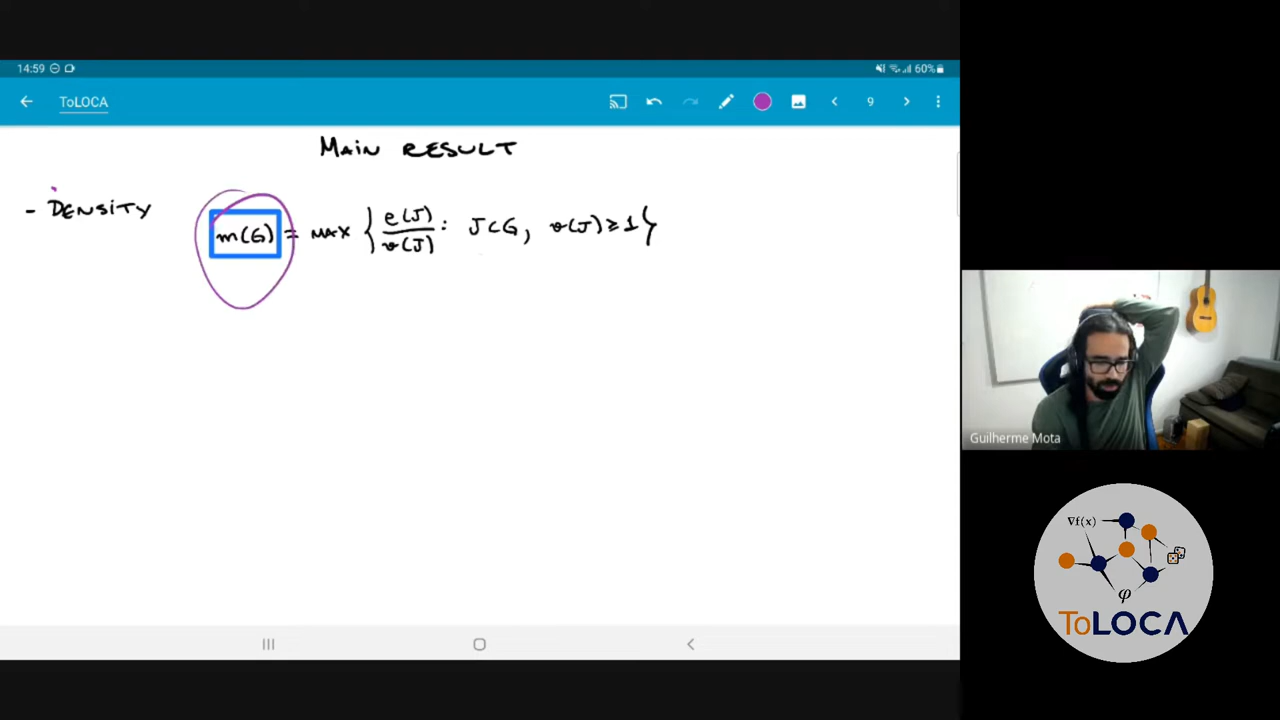 14:59 60%
ToLOCA 9
MAIN RESULT
- DENSITY m(G) = MAX { e(J)/v(J) : J⊂G, v(J)≥1 }
Guilherme Mota
∇f(x)
φ
ToLOCA